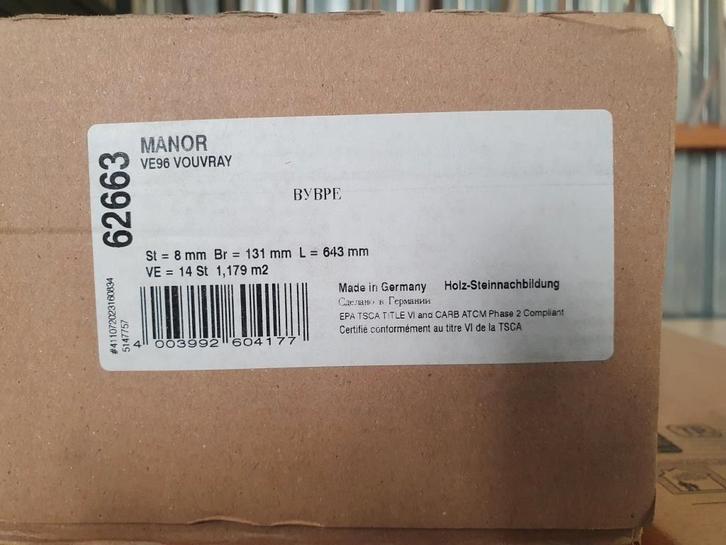 MANOR
VE96 VOUVRAY
62663
ВУВРЕ
St = 8 mm Br = 131 mm L = 643 mm
VE = 14 St 1,179 m2
Made in Germany Holz-Steinnachbildung
Сделано в Германии
EPA TSCA TITLE VI and CARB ATCM Phase 2 Compliant
Certifié conformément au titre VI de la TSCA
#411072023160834
5147757
4 003992 604177